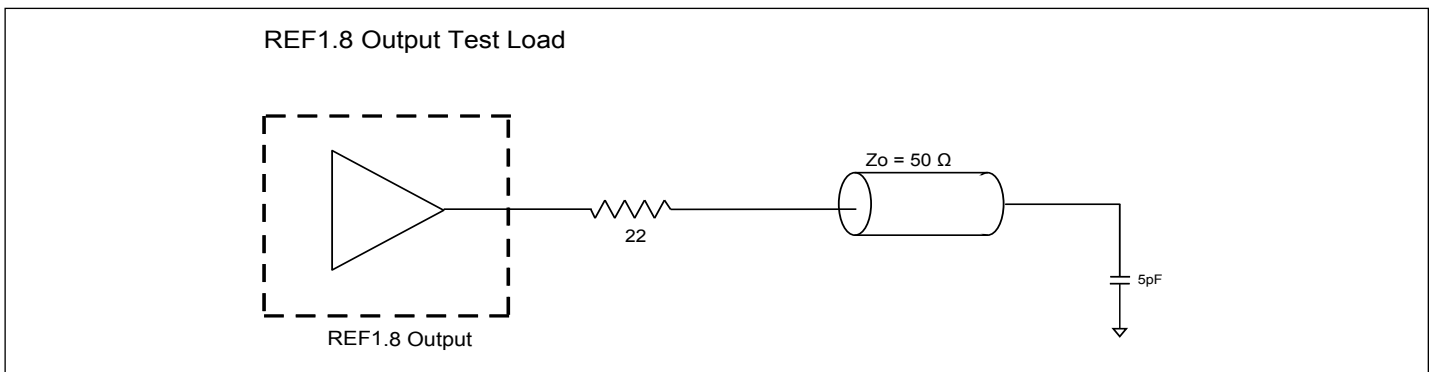 REF1.8 Output Test Load
Zo = 50 Ω
22
5pF
REF1.8 Output